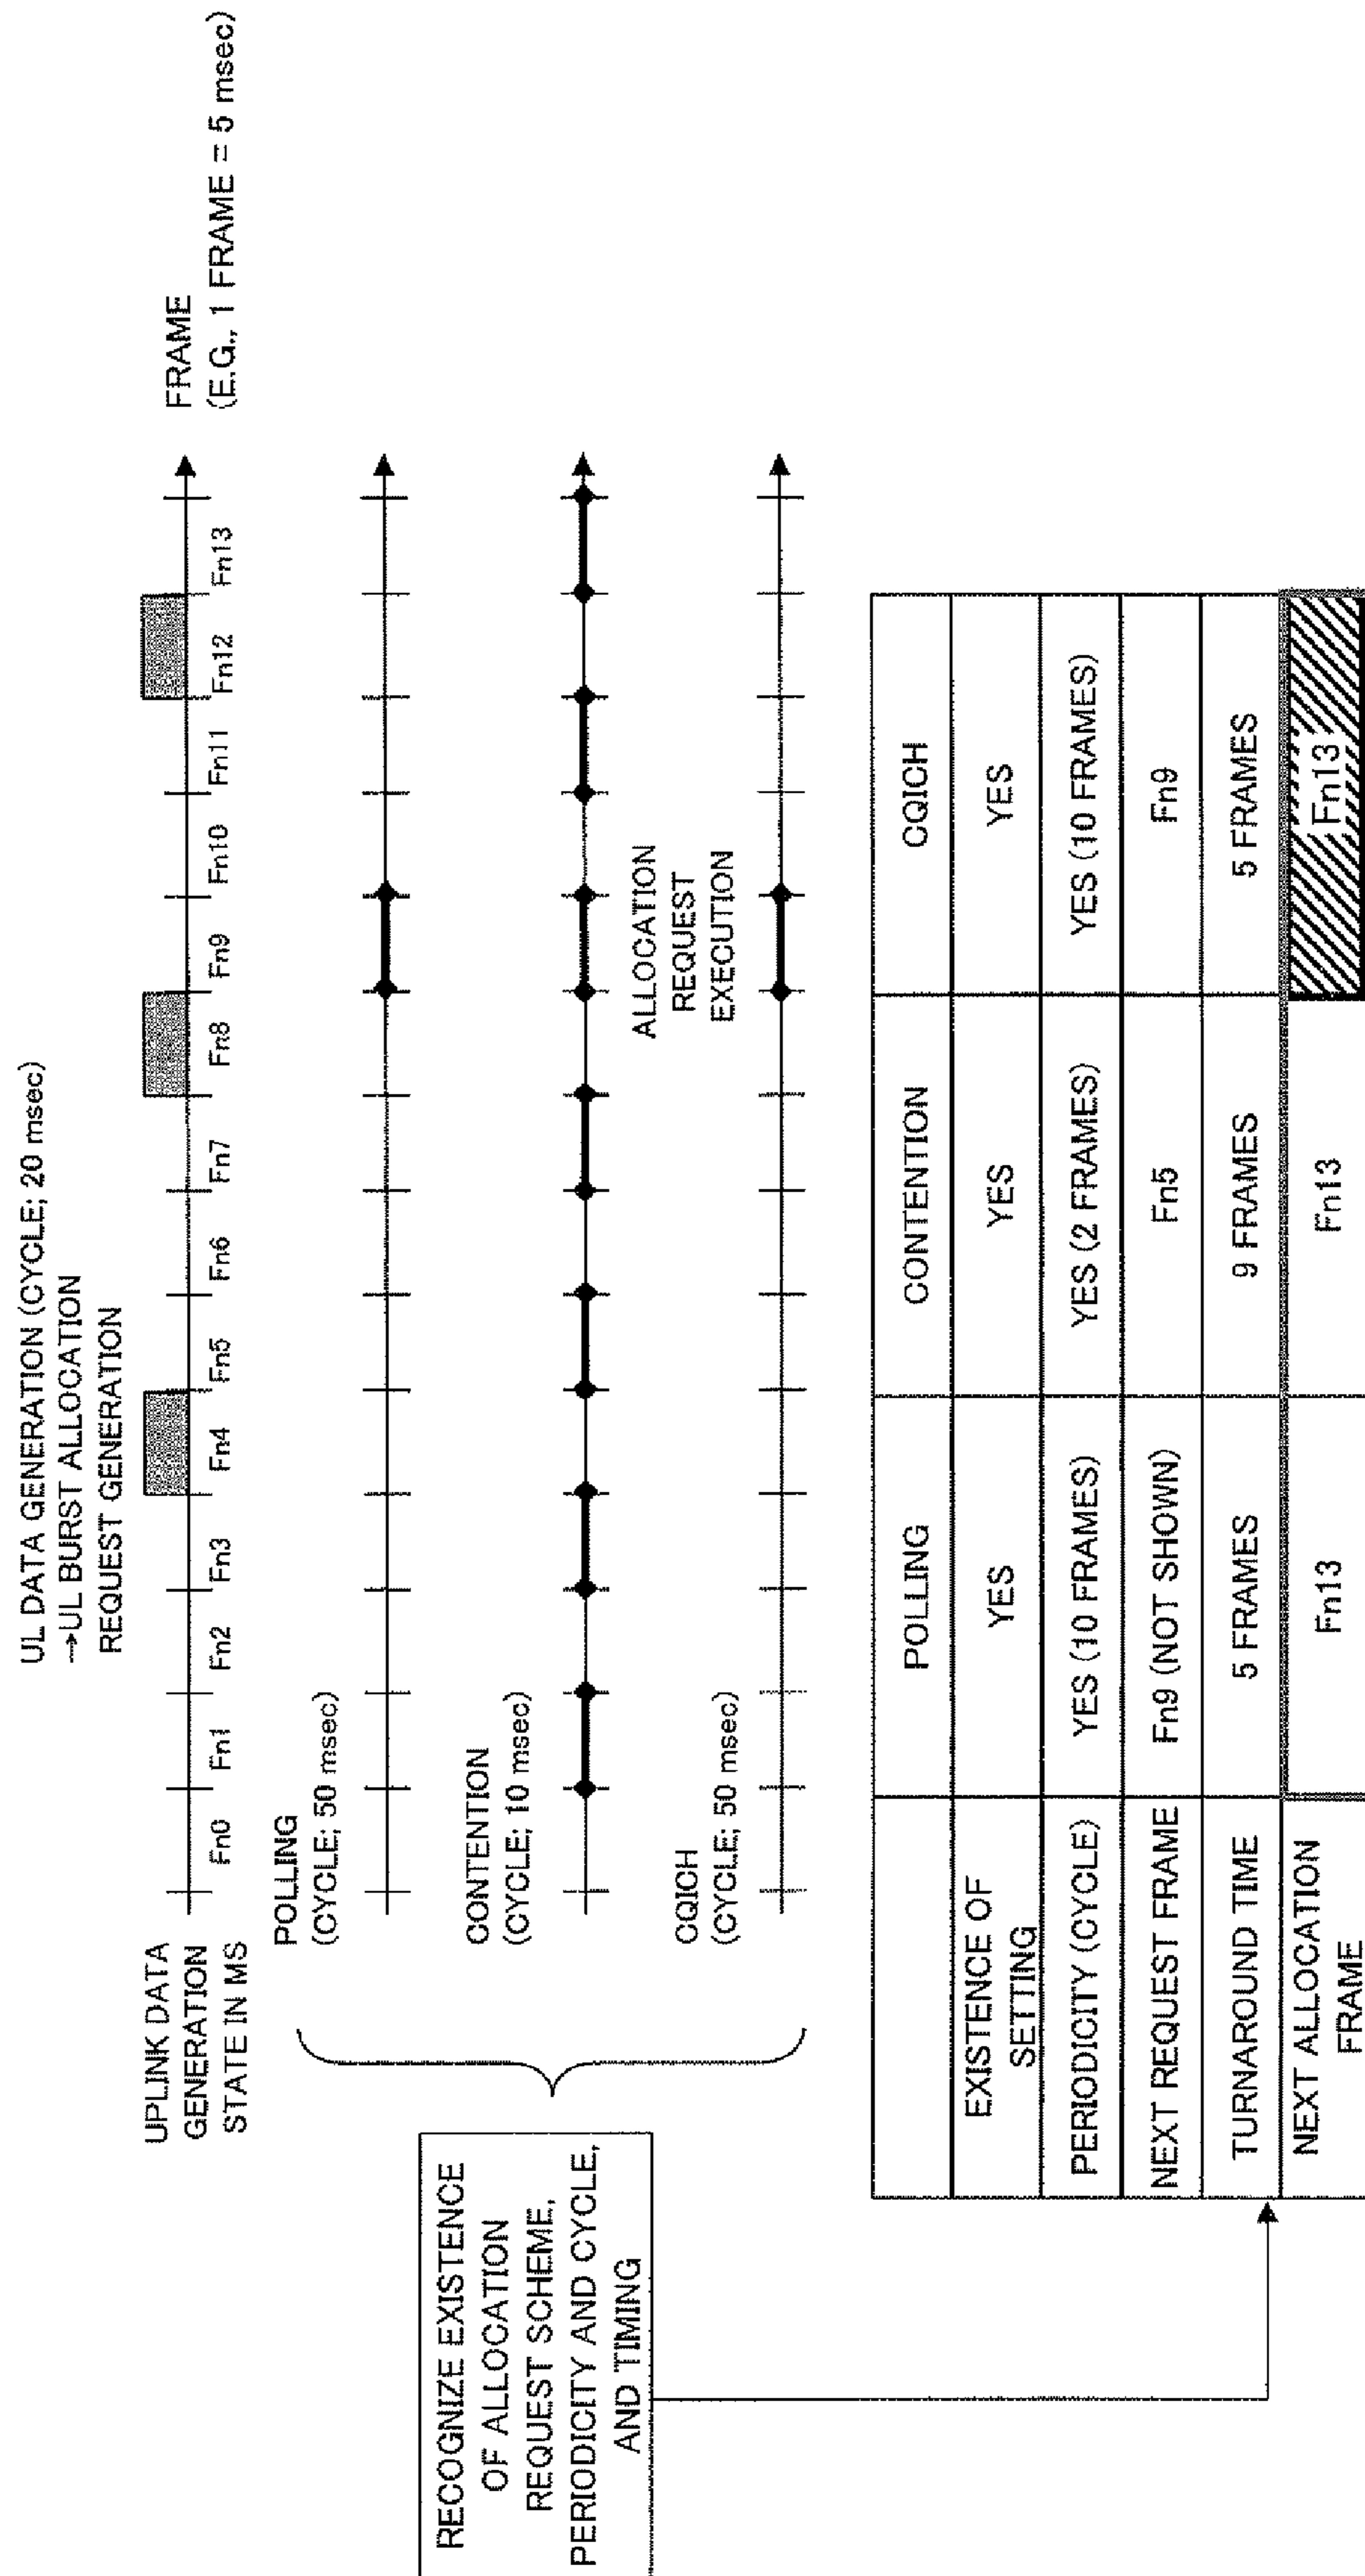 UL DATA GENERATION (CYCLE; 20 msec)
→UL BURST ALLOCATION
REQUEST GENERATION
UPLINK DATA
GENERATION
STATE IN MS
Fn0 Fn1 Fn2 Fn3 Fn4 Fn5 Fn6 Fn7 Fn8 Fn9 Fn10 Fn11 Fn12 Fn13
FRAME
(E.G., 1 FRAME = 5 msec)
POLLING
(CYCLE; 50 msec)
CONTENTION
(CYCLE; 10 msec)
CQICH
(CYCLE; 50 msec)
ALLOCATION
REQUEST
EXECUTION
RECOGNIZE EXISTENCE
OF ALLOCATION
REQUEST SCHEME,
PERIODICITY AND CYCLE,
AND TIMING
POLLING CONTENTION CQICH
EXISTENCE OF
SETTING
YES YES YES
PERIODICITY (CYCLE) YES (10 FRAMES) YES (2 FRAMES) YES (10 FRAMES)
NEXT REQUEST FRAME Fn9 (NOT SHOWN) Fn5 Fn9
TURNAROUND TIME 5 FRAMES 9 FRAMES 5 FRAMES
NEXT ALLOCATION
FRAME
Fn13 Fn13 Fn13